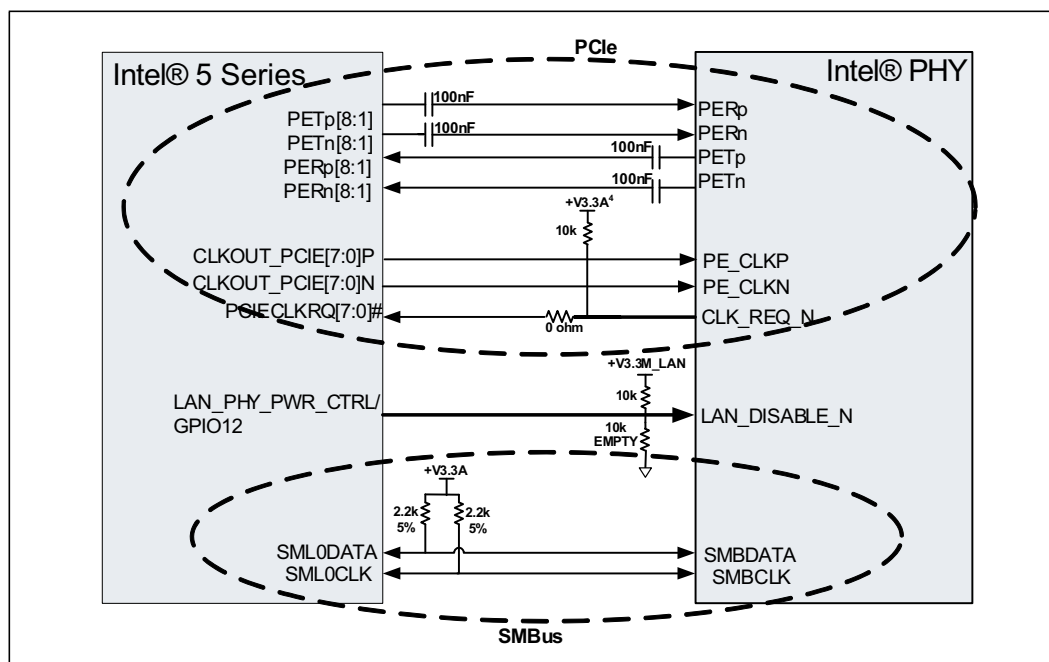 PCIe
Intel® 5 Series
Intel® PHY
100nF
PETp[8:1]
PERp
100nF
PETn[8:1]
PERn
100nF
PERp[8:1]
PETp
100nF
PERn[8:1]
PETn
+V3.3A4
10k
CLKOUT_PCIE[7:0]P
PE_CLKP
CLKOUT_PCIE[7:0]N
PE_CLKN
PCIECLKRQ[7:0]#
0 ohm
CLK_REQ_N
+V3.3M_LAN
10k
LAN_PHY_PWR_CTRL/
GPIO12
LAN_DISABLE_N
10k
EMPTY
+V3.3A
2.2k
5%
2.2k
5%
SML0DATA
SMBDATA
SML0CLK
SMBCLK
SMBus